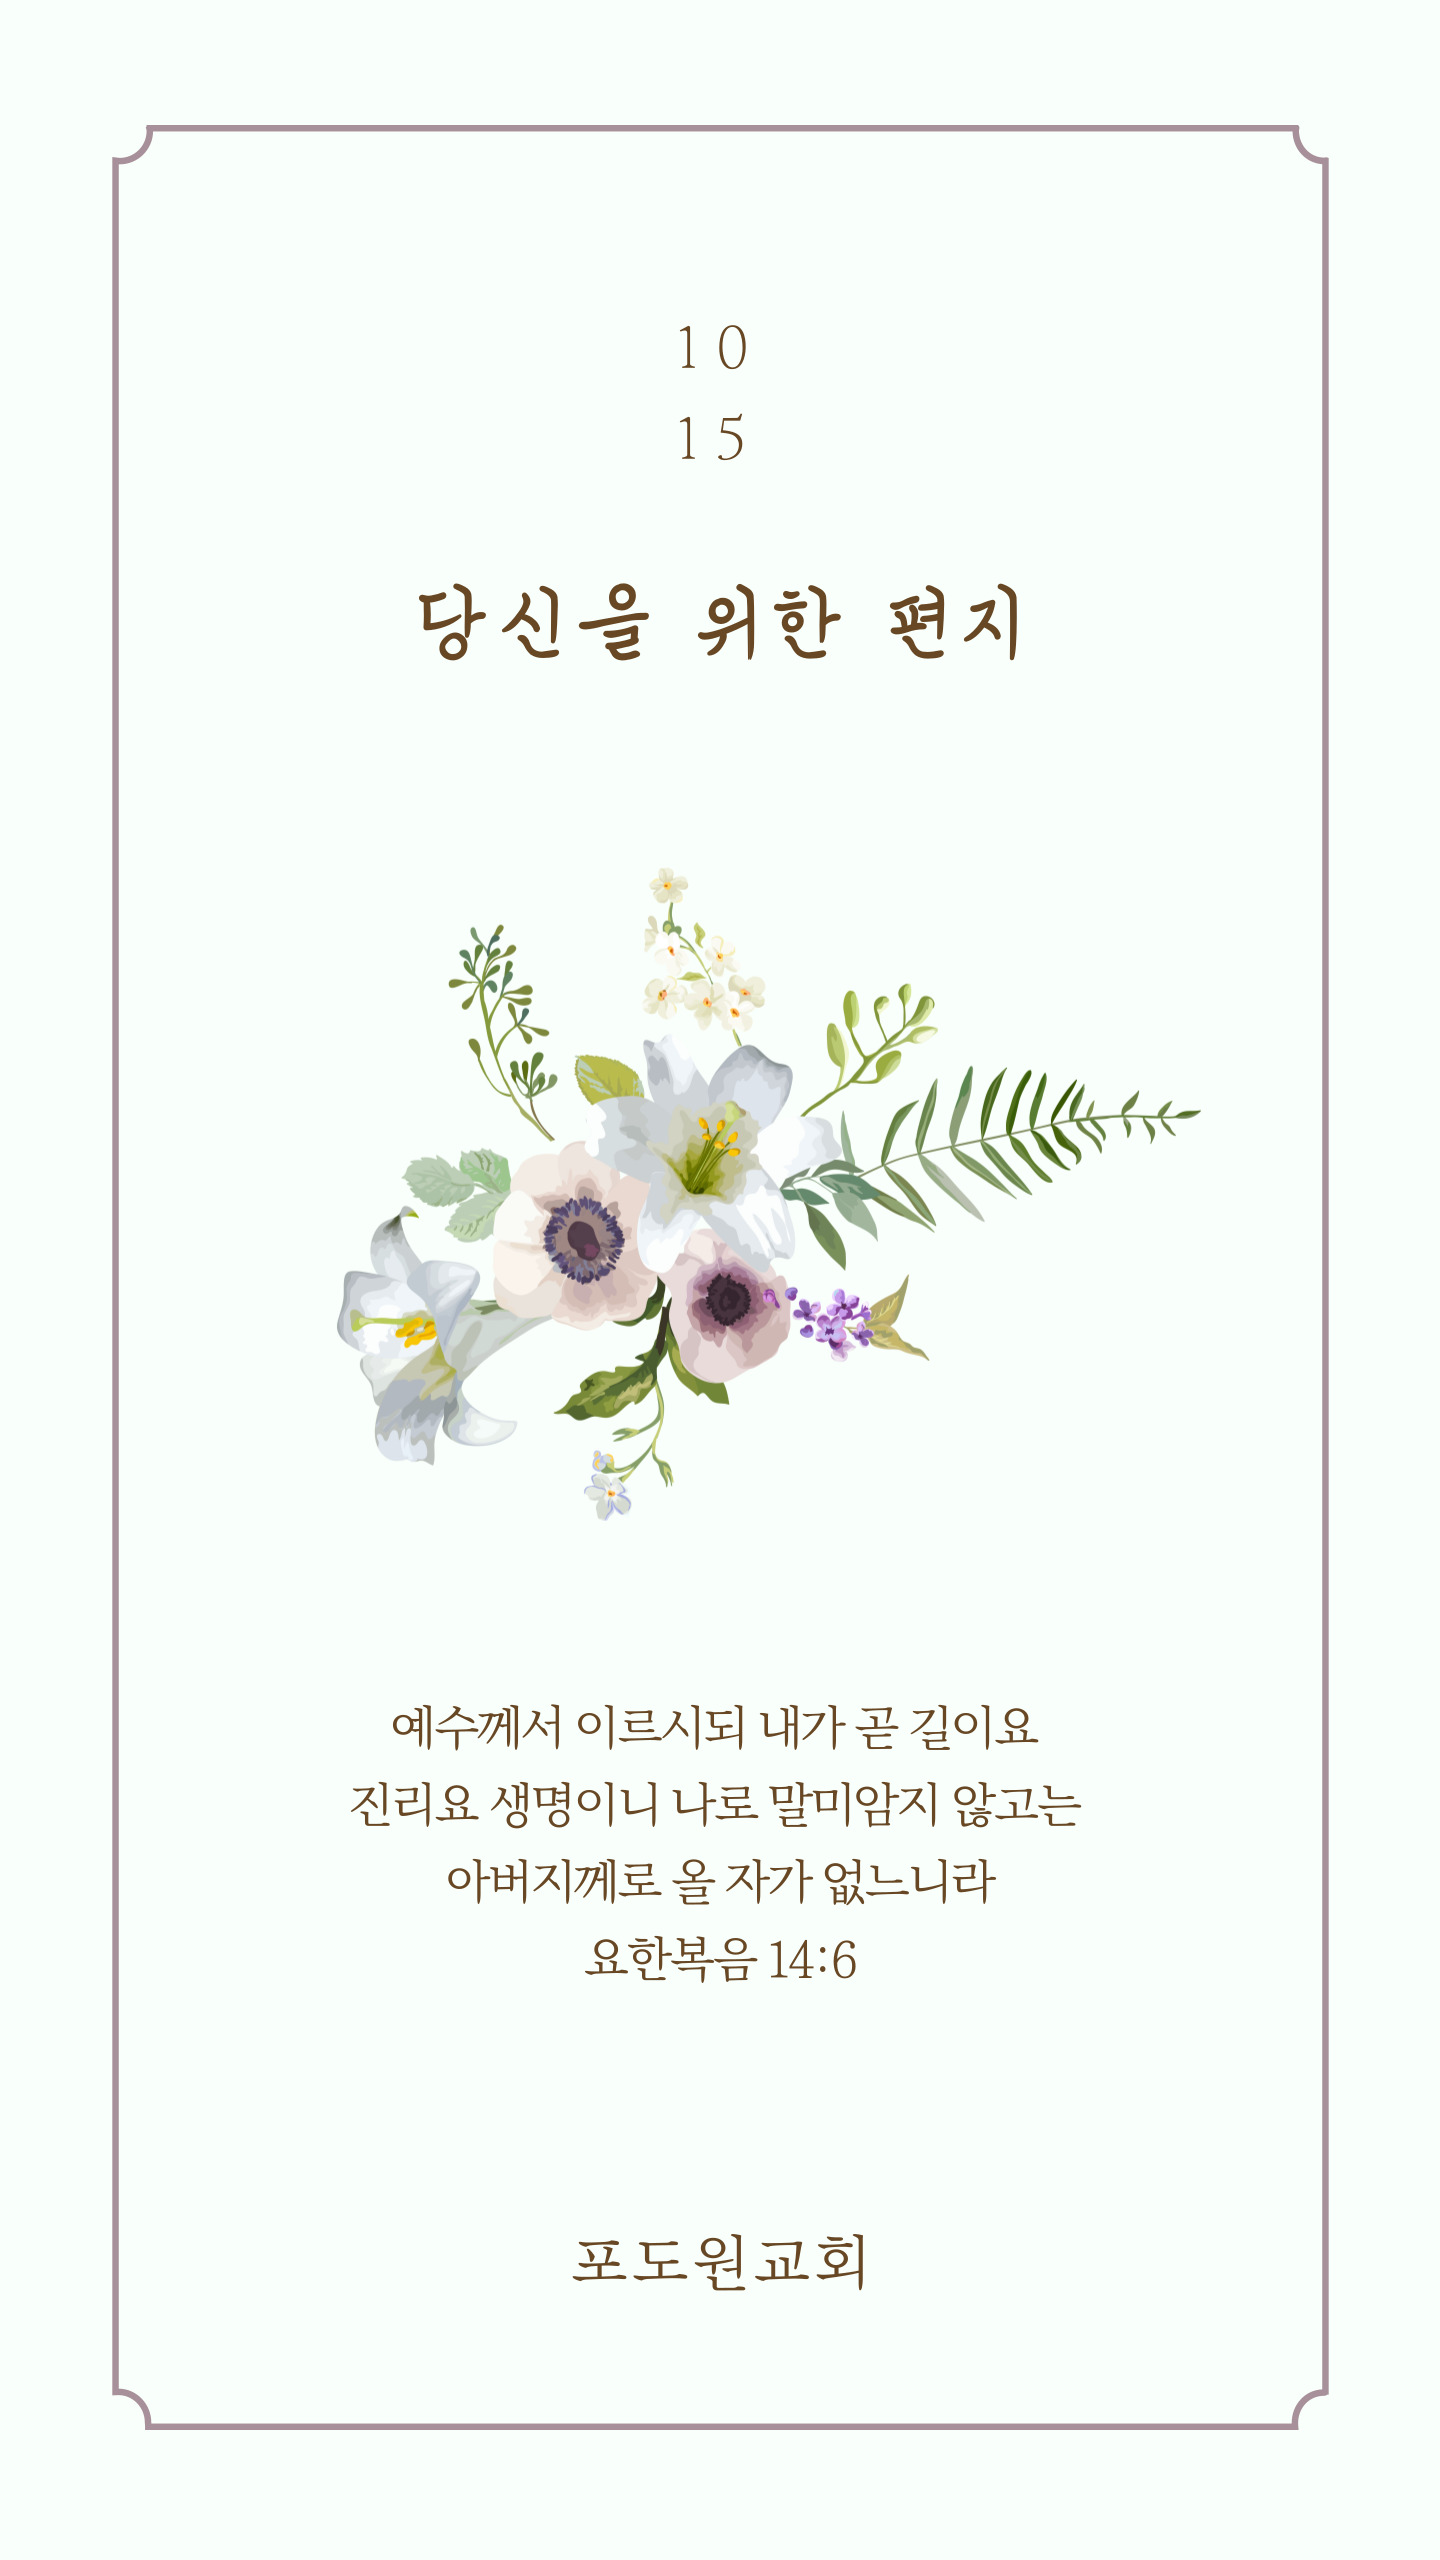 10
15
당신을 위한 편지
예수께서 이르시되 내가 곧 길이요
진리요 생명이니 나로 말미암지 않고는
아버지께로 올 자가 없느니라
요한복음 14:6
포도원교회